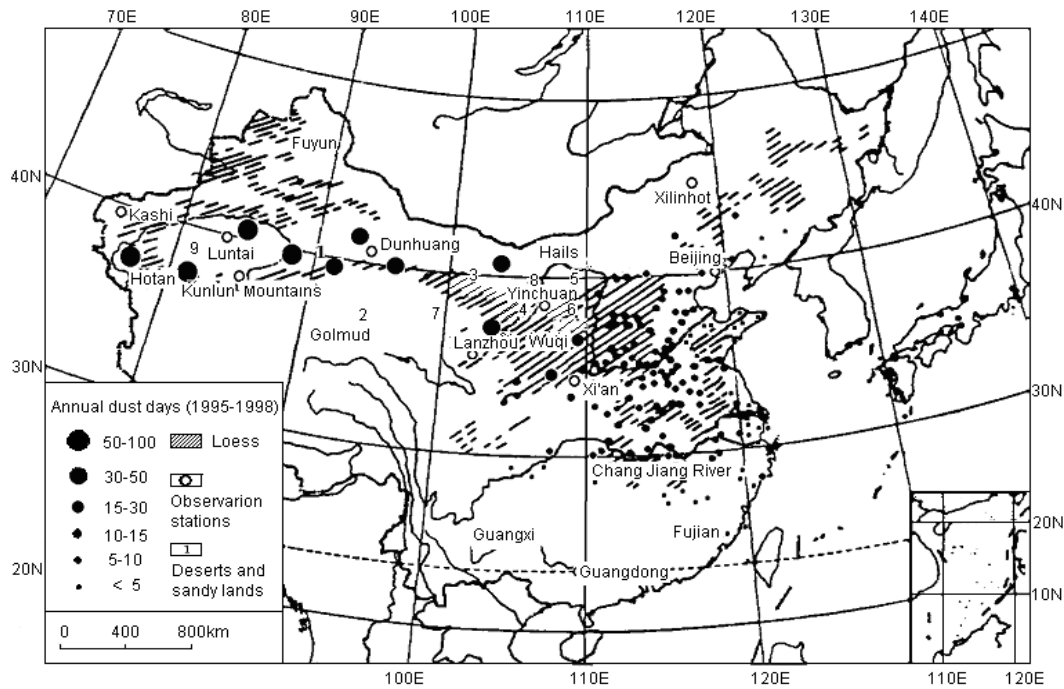 70E 80E 90E 100E 110E 120E 130E 140E
Fuyun
40N
Kashi
Xilinhot
40N
9
Luntai
1
Dunhuang
Hails
Beijing
Hotan
3
8
5
Kunlun Mountains
Yinchuan
2
7
4
6
Golmud
Lanzhou
Wuqi
30N
Xi'an
30N
Annual dust days (1995-1998)
50-100
Loess
30-50
15-30
Observarion
stations
10-15
5-10
1
< 5
Deserts and
sandy lands
Chang Jiang River
Guangxi
Fujian
20N
20N
Guangdong
10N
0 400 800km
100E 110E 120E 110E 120E